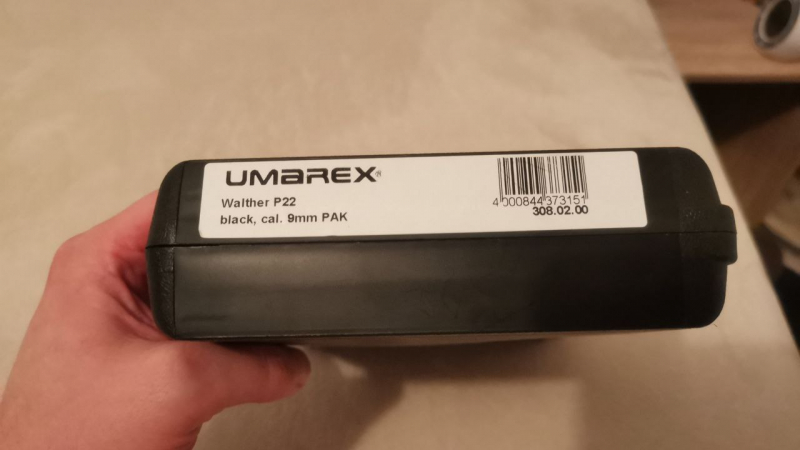 UMAREX®
Walther P22
black, cal. 9mm PAK
4 000844 373151
308.02.00